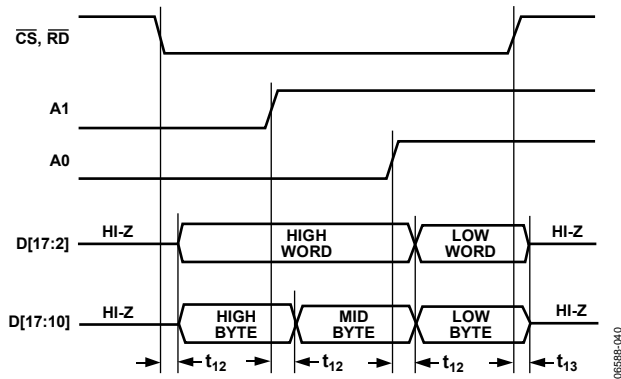 CS, RD
A1
A0
D[17:2] HI-Z HIGH WORD LOW WORD HI-Z
D[17:10] HI-Z HIGH BYTE MID BYTE LOW BYTE HI-Z
t12 t12 t12 t13
06588-040